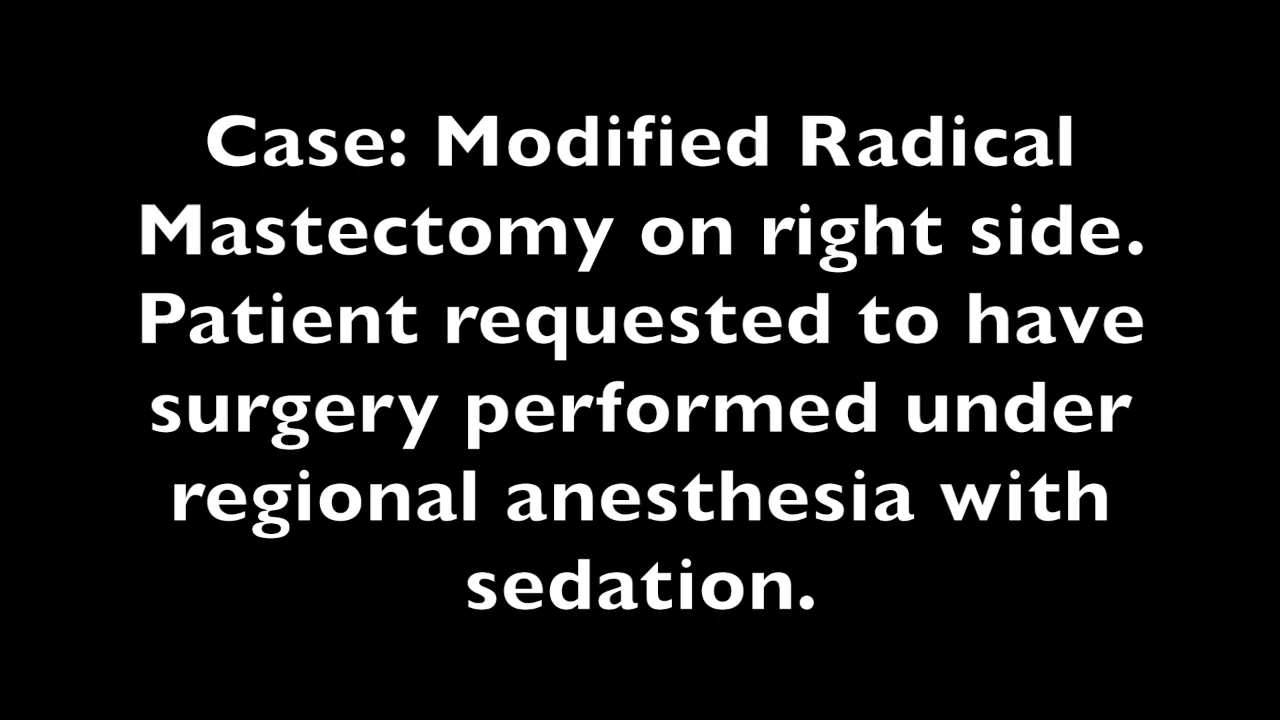 Case: Modified Radical
Mastectomy on right side.
Patient requested to have
surgery performed under
regional anesthesia with
sedation.